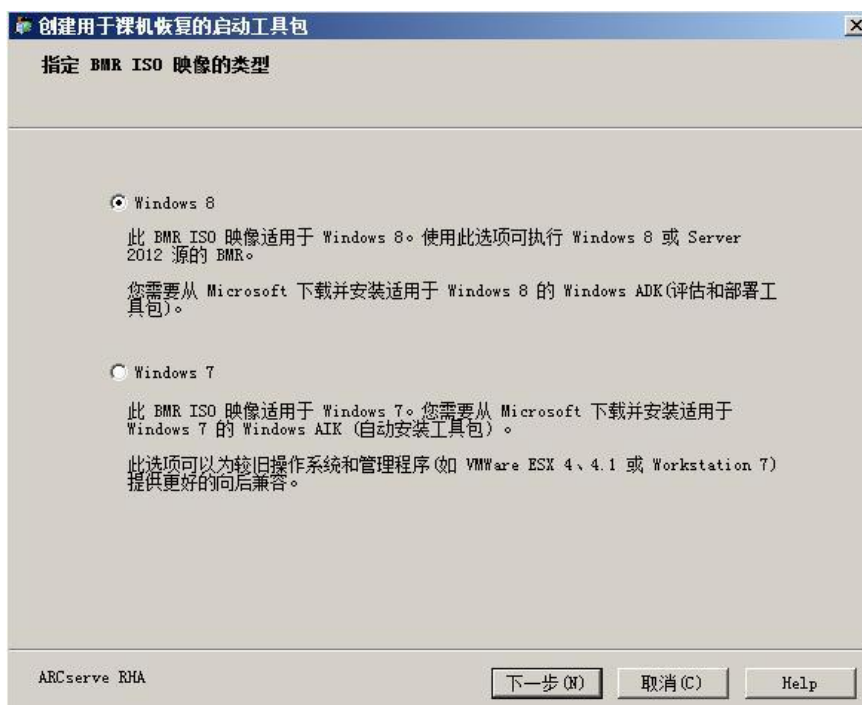 创建用于裸机恢复的启动工具包
指定 BMR ISO 映像的类型
Windows 8
此 BMR ISO 映像适用于 Windows 8。使用此选项可执行 Windows 8 或 Server
2012 源的 BMR。
您需要从 Microsoft 下载并安装适用于 Windows 8 的 Windows ADK(评估和部署工
具包)。
Windows 7
此 BMR ISO 映像适用于 Windows 7。您需要从 Microsoft 下载并安装适用于
Windows 7 的 Windows AIK (自动安装工具包) 。
此选项可以为较旧操作系统和管理程序(如 VMWare ESX 4、4.1 或 Workstation 7)
提供更好的向后兼容。
ARCserve RHA
下一步(N)
取消(C)
Help